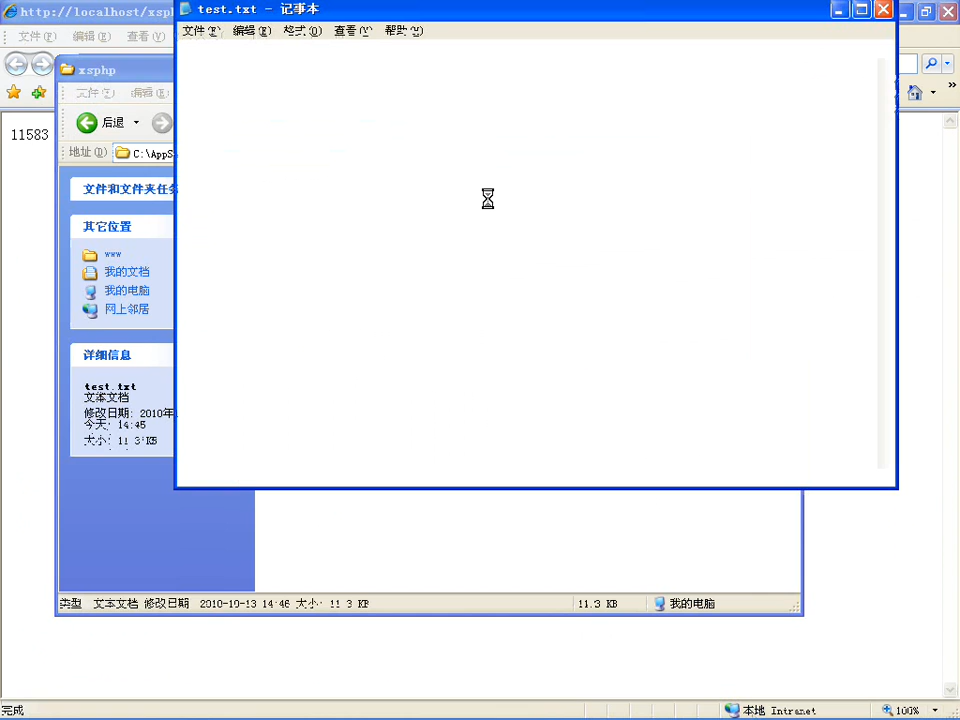 http://localhost/xsph
文件(F) 编辑(E) 查看(V)
test.txt - 记事本
文件(F) 编辑(E) 格式(O) 查看(V) 帮助(H)
xsphp
文件(F) 编辑(E)
后退
地址(D) C:\AppS
11583
文件和文件夹任务
其它位置
www
我的文档
我的电脑
网上邻居
详细信息
test.txt
文本文档
修改日期: 2010年
今天, 14:45
大小: 11.3 KB
类型: 文本文档 修改日期: 2010-10-13 14:46 大小: 11.3 KB
11.3 KB
我的电脑
完成
本地 Intranet
100%